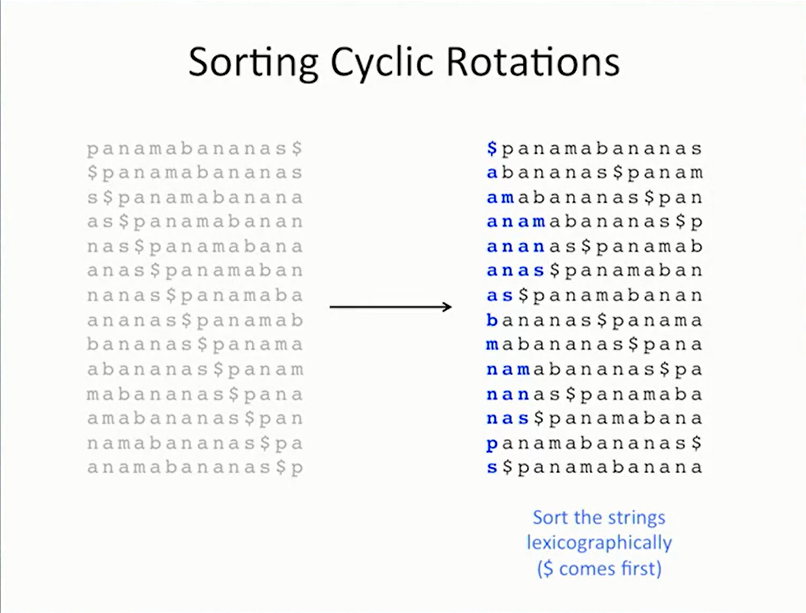 Sorting Cyclic Rotations
panamabananas$
$panamabananas
s$panamabanana
as$panamabanan
nas$panamabana
anas$panamaban
nanas$panamaba
ananas$panamab
bananas$panama
abananas$panam
mabananas$pana
amabananas$pan
namabananas$pa
anamabananas$p
$panamabananas
abananas$panam
amabananas$pan
anamabananas$p
ananas$panamab
anas$panamaban
as$panamabanan
bananas$panama
mabananas$pana
namabananas$pa
nanas$panamaba
nas$panamabana
panamabananas$
s$panamabanana
Sort the strings
lexicographically
($ comes first)